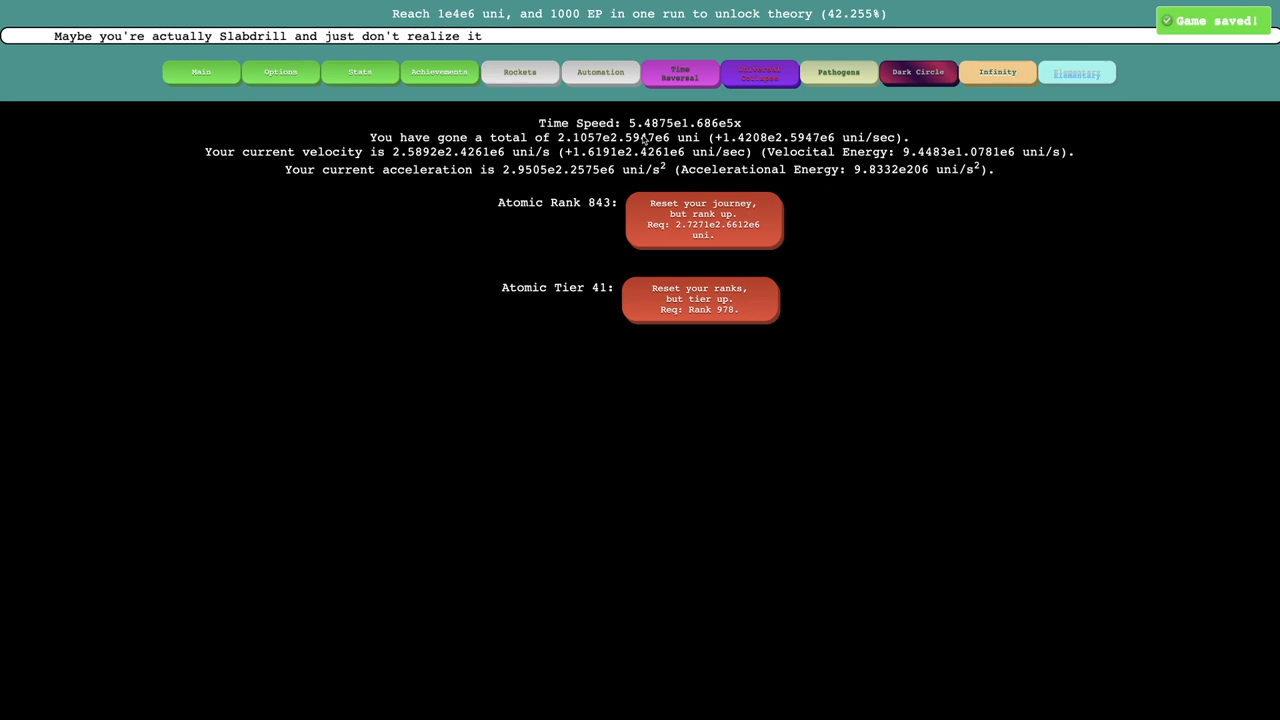 Reach 1e4e6 uni, and 1000 EP in one run to unlock theory (42.255%)
Game saved!
Maybe you're actually Slabdrill and just don't realize it
Main Options Stats Achievements Rockets Automation Time Reversal Universal Collapse Pathogens Dark Circle Infinity Elementary
Time Speed: 5.4875e1.686e5x
You have gone a total of 2.1057e2.5947e6 uni (+1.4208e2.5947e6 uni/sec).
Your current velocity is 2.5892e2.4261e6 uni/s (+1.6191e2.4261e6 uni/sec) (Velocital Energy: 9.4483e1.0781e6 uni/s).
Your current acceleration is 2.9505e2.2575e6 uni/s² (Accelerational Energy: 9.8332e206 uni/s²).
Atomic Rank 843:
Reset your journey,
but rank up.
Req: 2.7271e2.6612e6
uni.
Atomic Tier 41:
Reset your ranks,
but tier up.
Req: Rank 978.